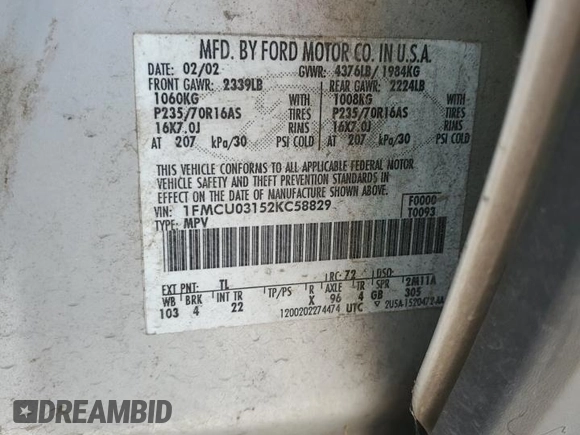 MFD. BY FORD MOTOR CO. IN U.S.A.
DATE: 02/02 GVWR: 4376LB/ 1984KG
FRONT GAWR: 2339LB REAR GAWR: 2224LB
1060KG WITH 1008KG WITH
P235/70R16AS TIRES P235/70R16AS TIRES
16X7.0J RIMS 16X7.0J RIMS
AT 207 kPa/30 PSI COLD AT 207 kPa/30 PSI COLD
THIS VEHICLE CONFORMS TO ALL APPLICABLE FEDERAL MOTOR
VEHICLE SAFETY AND THEFT PREVENTION STANDARDS IN
EFFECT ON THE DATE OF MANUFACTURE SHOWN ABOVE.
VIN: 1FMCU03152KC58829 F0000
TYPE: MPV T0093
EXT PNT: TL RC: 72 DSO:
WB BRK INT TR TP/PS R AXLE TR SPR 2M11A
103 4 22 X 96 4 GB 305
1200202274474 UTC
DREAMBID